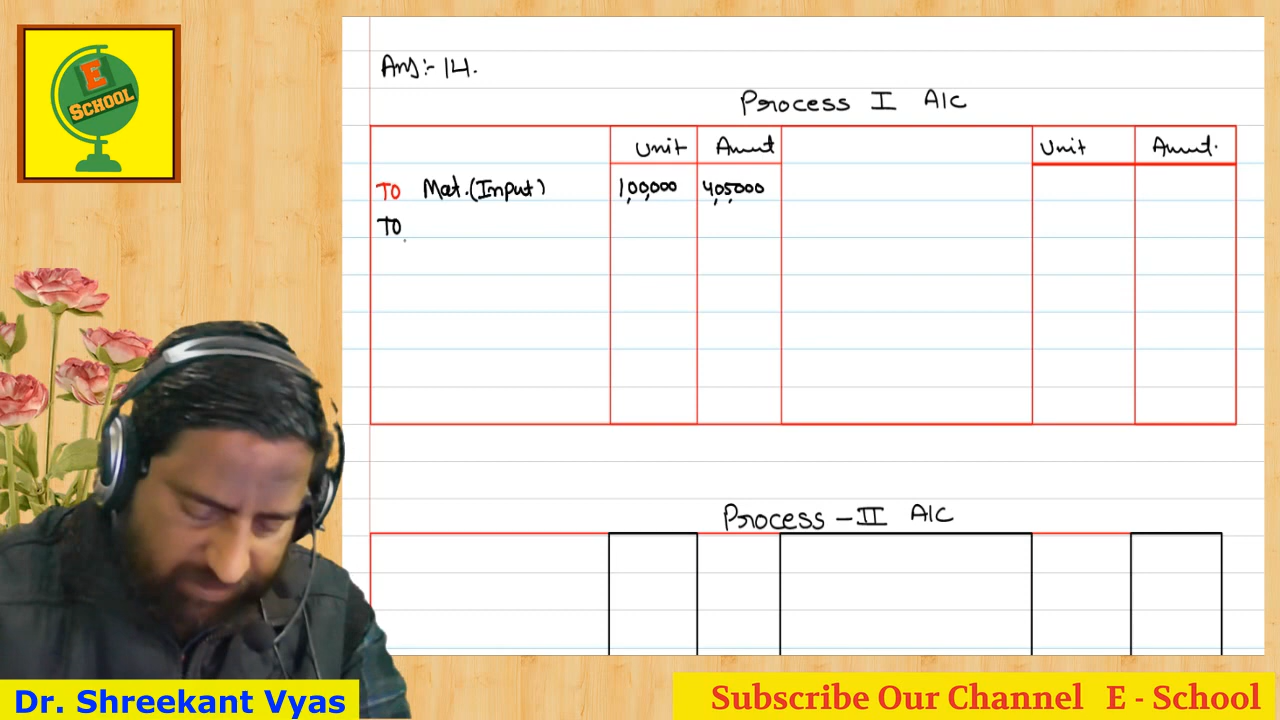 E
SCHOOL
Ans:- 14.
Process I A/c
Unit Amnt Unit Amnt.
TO Mat.(Input) 1,00,000 4,05,000
TO
Process -II A/C
Dr. Shreekant Vyas
Subscribe Our Channel E - School